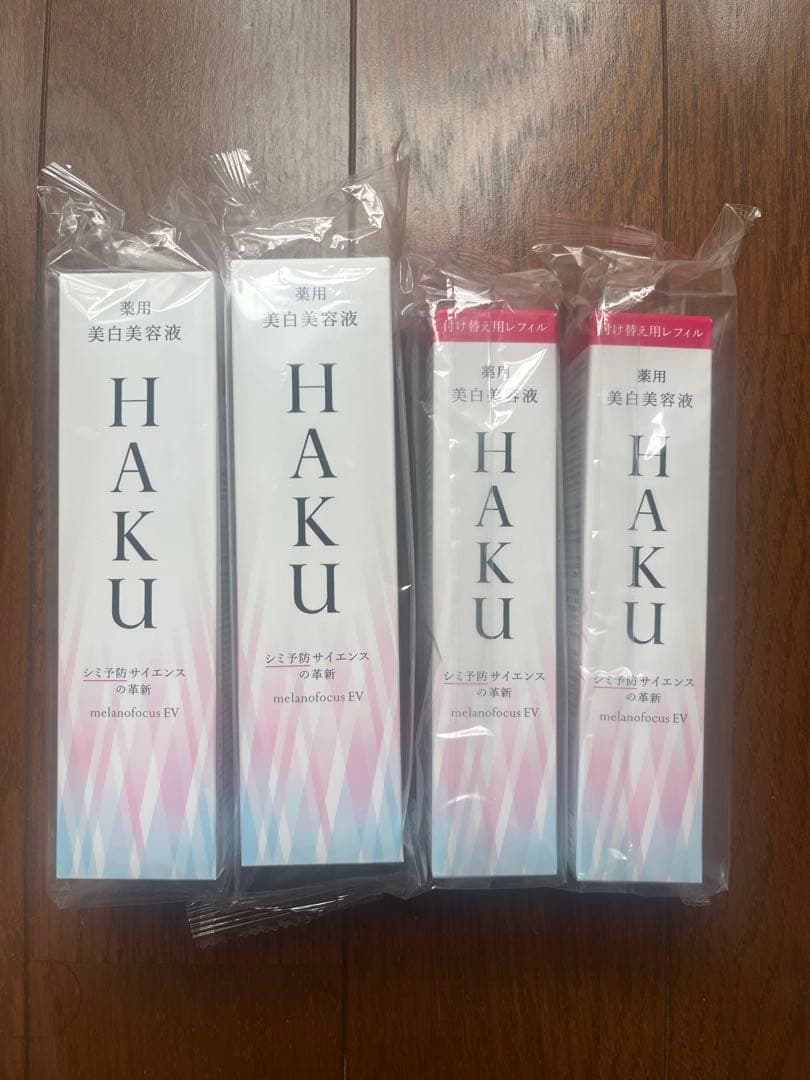 薬用
美白美容液
HAKU
シミ予防サイエンス
の革新
melanofocus EV
薬用
美白美容液
HAKU
シミ予防サイエンス
の革新
melanofocus EV
付け替え用レフィル
薬用
美白美容液
HAKU
シミ予防サイエンス
の革新
melanofocus EV
付け替え用レフィル
薬用
美白美容液
HAKU
シミ予防サイエンス
の革新
melanofocus EV